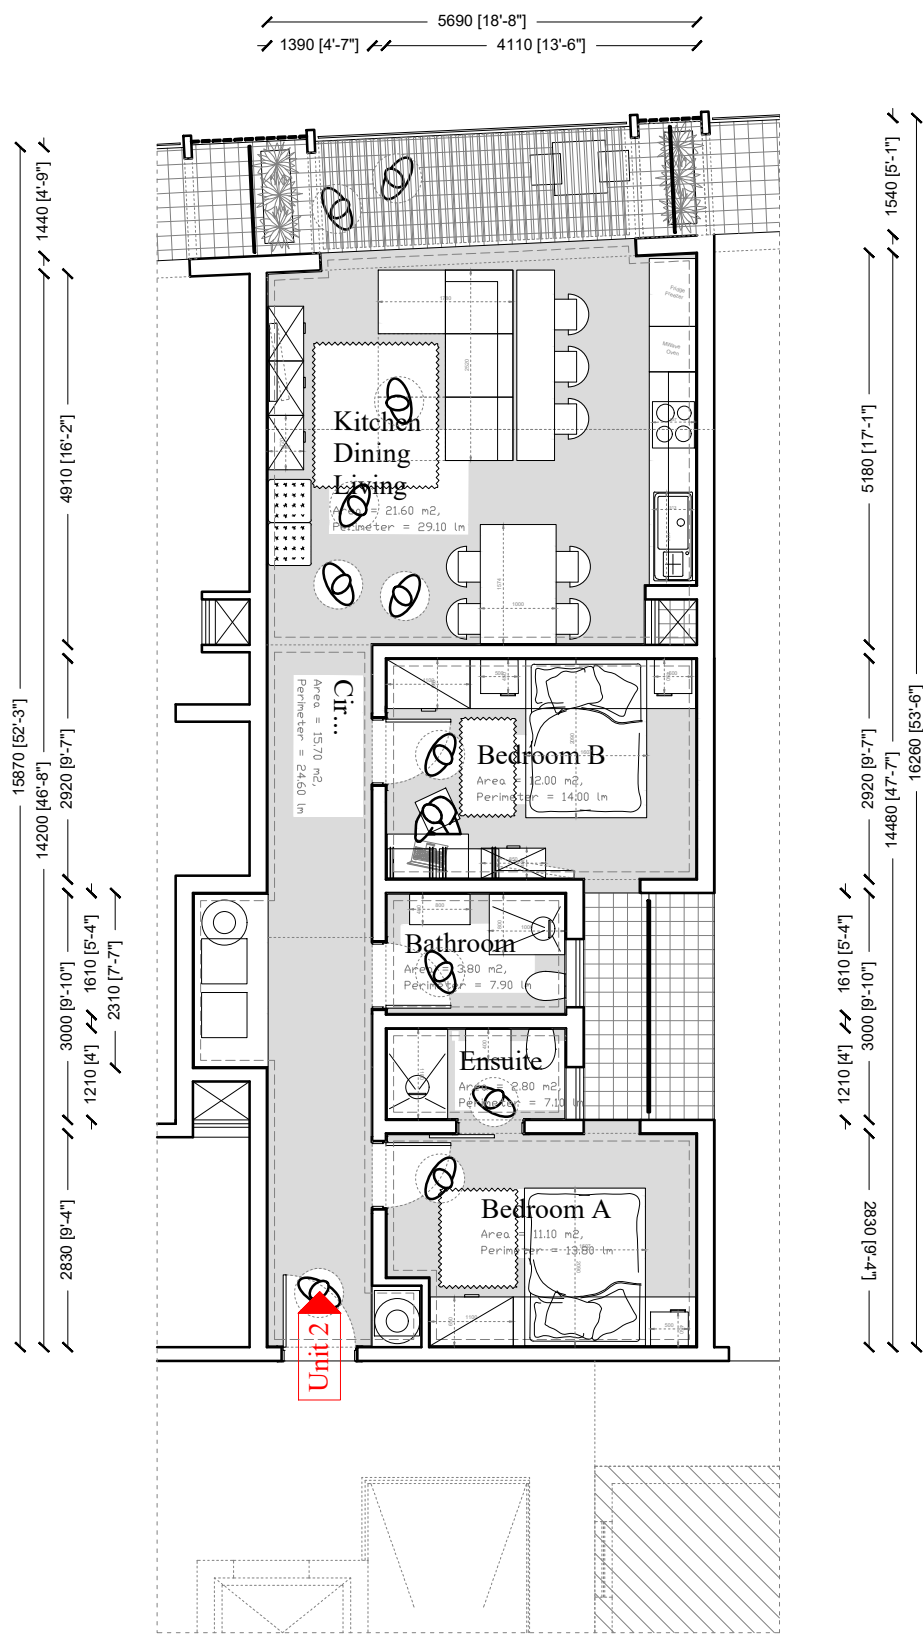 5690 [18'-8"]
1390 [4'-7"]
4110 [13'-6"]
1440 [4'-9"]
1540 [5'-1"]
4910 [16'-2"]
5180 [17'-1"]
15870 [52'-3"]
14200 [46'-8"]
2920 [9'-7"]
3000 [9'-10"]
1610 [5'-4"]
1210 [4']
2310 [7'-7"]
2830 [9'-4"]
2920 [9'-7"]
14480 [47'-7"]
16260 [53'-6"]
1610 [5'-4"]
3000 [9'-10"]
1210 [4']
2830 [9'-4"]
Fridge
Freezer
MWave
Oven
Kitchen
Dining
Living
Area = 21.60 m2,
Perimeter = 29.10 lm
1000
Cir...
Area = 15.70 m2,
Perimeter = 24.60 lm
Bedroom B
Area = 12.00 m2,
Perimeter = 14.00 lm
Bathroom
Area = 3.80 m2,
Perimeter = 7.90 lm
Ensuite
Area = 2.80 m2,
Perimeter = 7.10 lm
Bedroom A
Area = 11.10 m2,
Perimeter = 13.80 lm
Unit 2